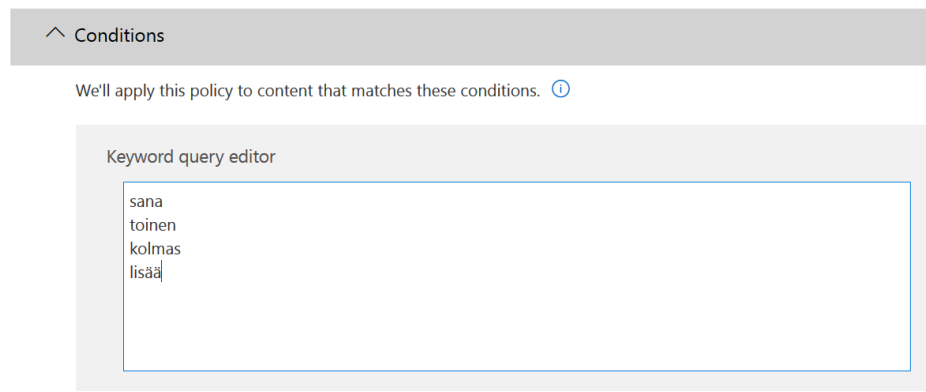 Conditions
We'll apply this policy to content that matches these conditions.
Keyword query editor
sana
toinen
kolmas
lisää